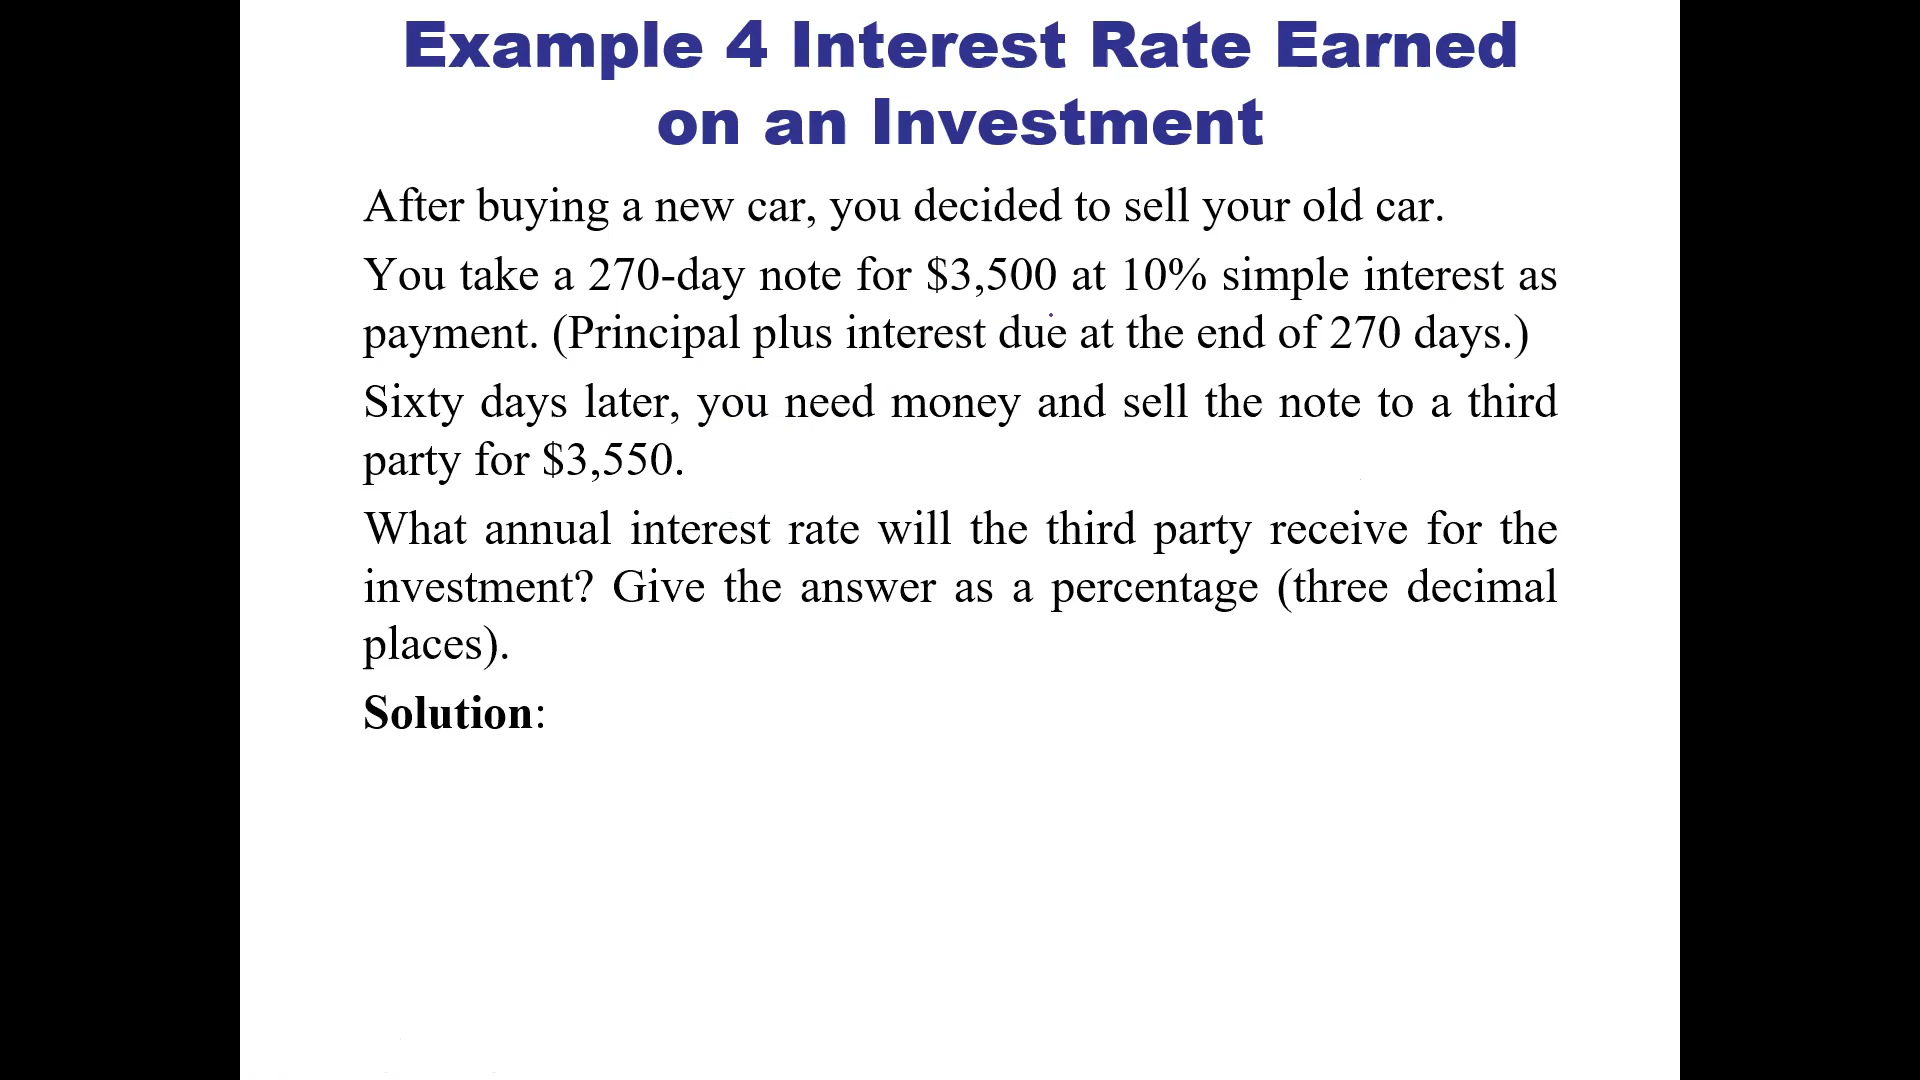 Example 4 Interest Rate Earned
on an Investment
After buying a new car, you decided to sell your old car.
You take a 270-day note for $3,500 at 10% simple interest as
payment. (Principal plus interest due at the end of 270 days.)
Sixty days later, you need money and sell the note to a third
party for $3,550.
What annual interest rate will the third party receive for the
investment? Give the answer as a percentage (three decimal
places).
Solution: